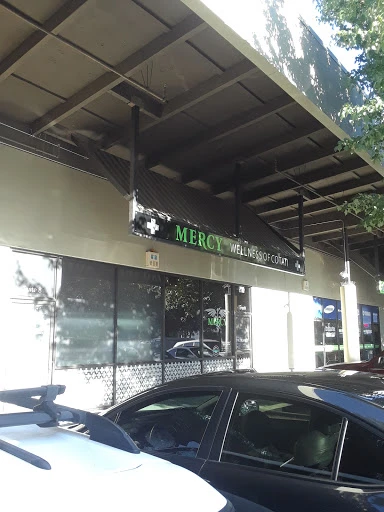 MERCY WELLNESS OF COTATI